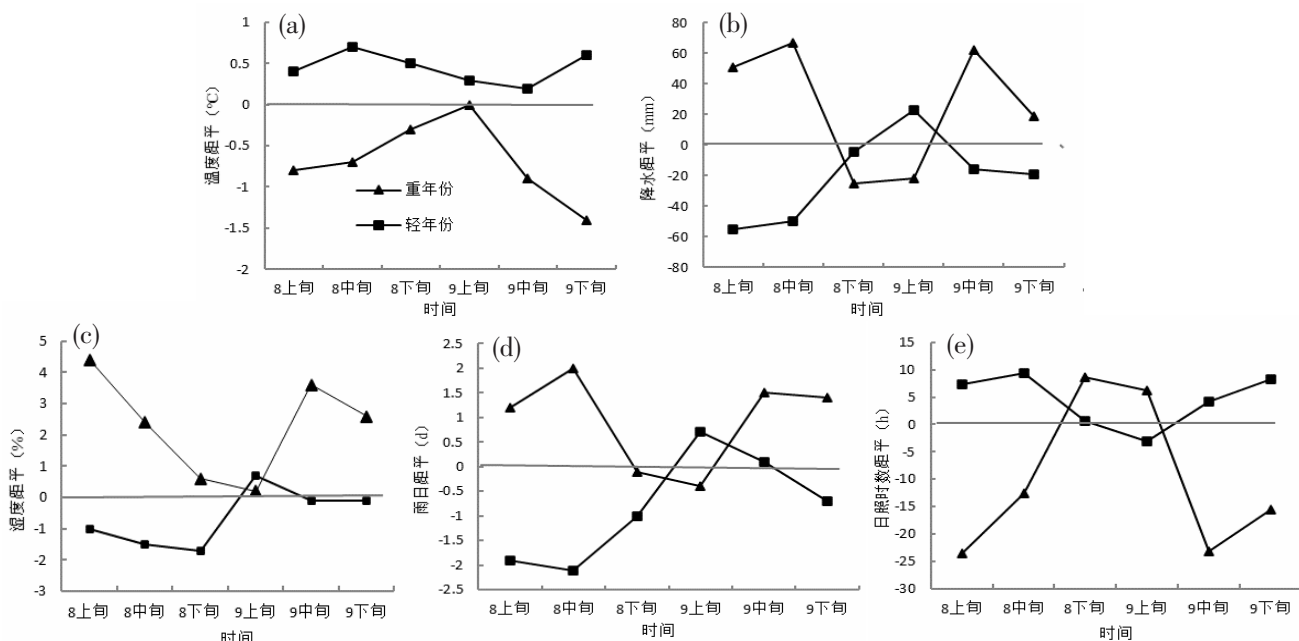 (a)
1
0.5
0
-0.5
-1
-1.5
-2
温度距平（℃）
重年份
轻年份
8上旬 8中旬 8下旬 9上旬 9中旬 9下旬
时间
(b)
80
60
40
20
0
-20
-40
-60
-80
降水距平（mm）
8上旬 8中旬 8下旬 9上旬 9中旬 9下旬
时间
(c)
5
4
3
2
1
0
-1
-2
-3
湿度距平（%）
8上旬 8中旬 8下旬 9上旬 9中旬 9下旬
时间
(d)
2.5
2
1.5
1
0.5
0
-0.5
-1
-1.5
-2
-2.5
雨日距平（d）
8上旬 8中旬 8下旬 9上旬 9中旬 9下旬
时间
(e)
15
10
5
0
-5
-10
-15
-20
-25
-30
日照时数距平（h）
8上旬 8中旬 8下旬 9上旬 9中旬 9下旬
时间